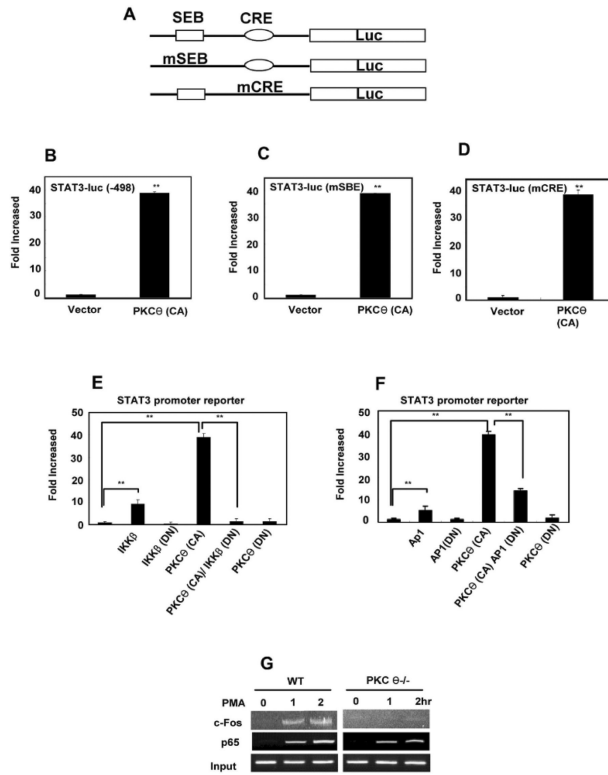 A
SEB CRE
Luc
mSEB
Luc
mCRE
Luc
B
STAT3-luc (-498)
**
Fold Increased
40
30
20
10
0
Vector PKCθ (CA)
C
STAT3-luc (mSBE)
**
Fold Increased
40
30
20
10
0
Vector PKCθ (CA)
D
STAT3-luc (mCRE)
**
Fold Increased
40
30
20
10
0
Vector PKCθ (CA)
E
STAT3 promoter reporter
Fold Increased
50
40
30
20
10
0
** ** **
IKKβ
IKKβ (DN)
PKCθ (CA)
PKCθ (CA)/ IKKβ (DN)
PKCθ (DN)
F
STAT3 promoter reporter
Fold Increased
50
40
30
20
10
0
** ** **
Ap1
AP1(DN)
PKCθ (CA)
PKCθ (CA) AP1 (DN)
PKCθ (DN)
G
WT PKC θ-/-
PMA 0 1 2 0 1 2hr
c-Fos
p65
Input